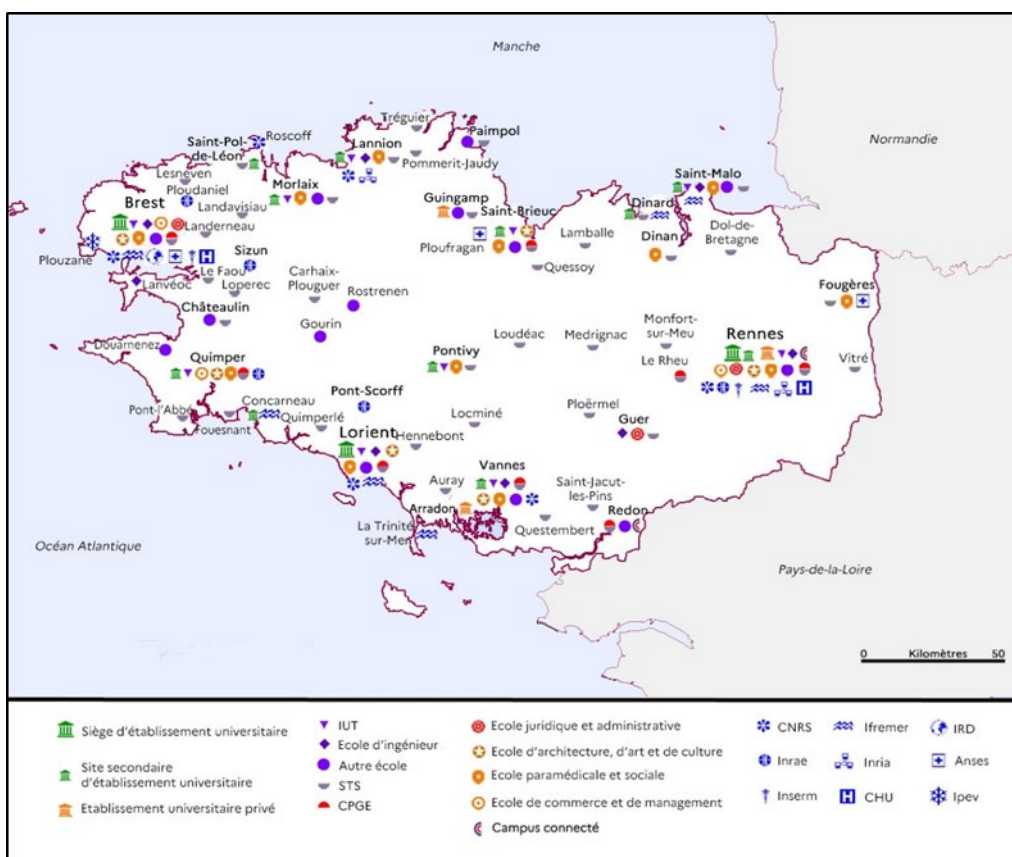 Manche
Normandie
Tréguier
Paimpol
Roscoff
Saint-Pol-
de-Léon
Lannion
Pommerit-Jaudy
Lesneven
Ploudaniel
Morlaix
Saint-Malo
Brest
Landavisiau
Guingamp
Saint-Brieuc
Dinard
Landerneau
Dol-de-
Bretagne
Lamballe
Dinan
Ploufragan
Plouzané
Sizun
Quessoy
Lanvéoc
Le Faou
Loperec
Carhaix-
Plouguer
Rostrenen
Fougères
Châteaulin
Gourin
Loudéac
Medrignac
Monfort-
sur-Meu
Rennes
Douarnenez
Quimper
Pontivy
Le Rheu
Vitré
Pont-Scorff
Pont-l'Abbé
Concarneau
Fouesnant
Quimperlé
Locminé
Ploërmel
Guer
Lorient
Hennebont
Vannes
Auray
Saint-Jacut-
les-Pins
Arradon
Redon
La Trinité
sur-Mer
Questembert
Océan Atlantique
Pays-de-la-Loire
0 Kilomètres 50
Siège d'établissement universitaire
Site secondaire
d'établissement universitaire
Etablissement universitaire privé
IUT
Ecole d'ingénieur
Autre école
STS
CPGE
Ecole juridique et administrative
Ecole d'architecture, d'art et de culture
Ecole paramédicale et sociale
Ecole de commerce et de management
Campus connecté
CNRS
Ifremer
IRD
Inrae
Inria
Anses
Inserm
H CHU
Ipev